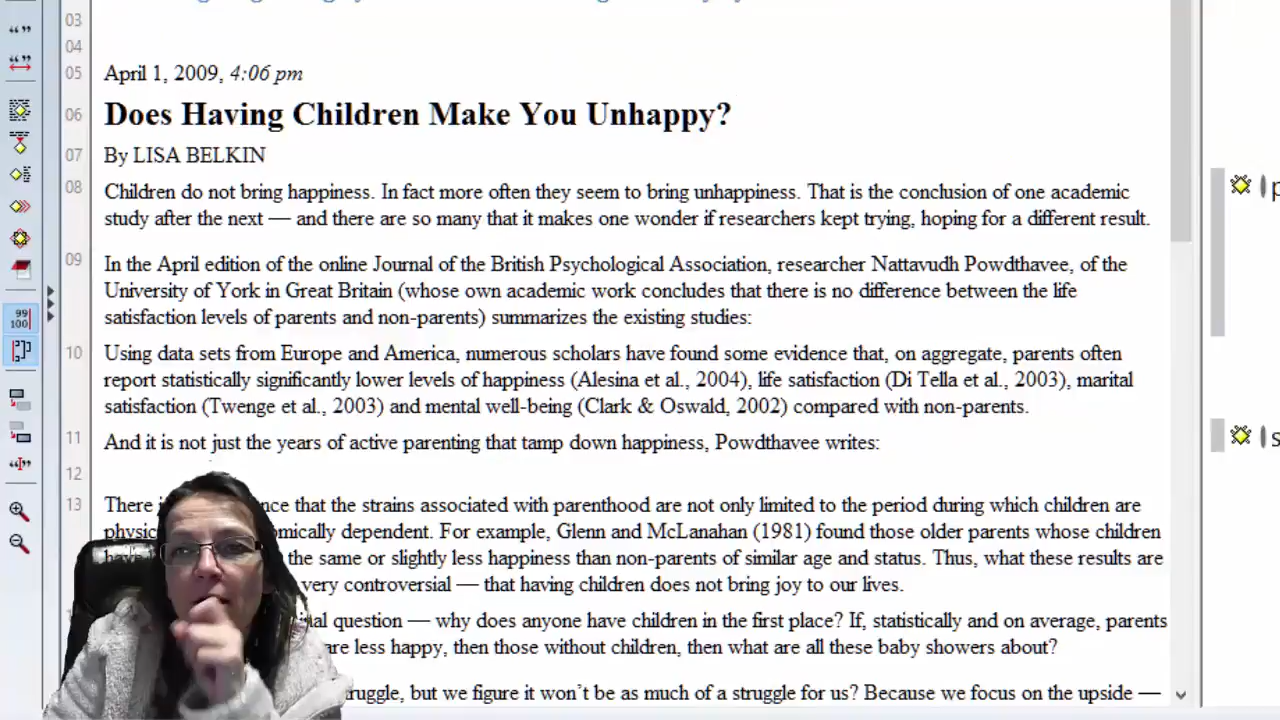 03
04
05 April 1, 2009, 4:06 pm
06 Does Having Children Make You Unhappy?
07 By LISA BELKIN
08 Children do not bring happiness. In fact more often they seem to bring unhappiness. That is the conclusion of one academic
study after the next — and there are so many that it makes one wonder if researchers kept trying, hoping for a different result.
09 In the April edition of the online Journal of the British Psychological Association, researcher Nattavudh Powdthavee, of the
University of York in Great Britain (whose own academic work concludes that there is no difference between the life
satisfaction levels of parents and non-parents) summarizes the existing studies:
10 Using data sets from Europe and America, numerous scholars have found some evidence that, on aggregate, parents often
report statistically significantly lower levels of happiness (Alesina et al., 2004), life satisfaction (Di Tella et al., 2003), marital
satisfaction (Twenge et al., 2003) and mental well-being (Clark & Oswald, 2002) compared with non-parents.
11 And it is not just the years of active parenting that tamp down happiness, Powdthavee writes:
12
13 There that the strains associated with parenthood are not only limited to the period during which children are
dependent. For example, Glenn and McLanahan (1981) found those older parents whose children
the same or slightly less happiness than non-parents of similar age and status. Thus, what these results are
very controversial — that having children does not bring joy to our lives.
question — why does anyone have children in the first place? If, statistically and on average, parents
are less happy, then those without children, then what are all these baby showers about?
but we figure it won't be as much of a struggle for us? Because we focus on the upside —
99
100